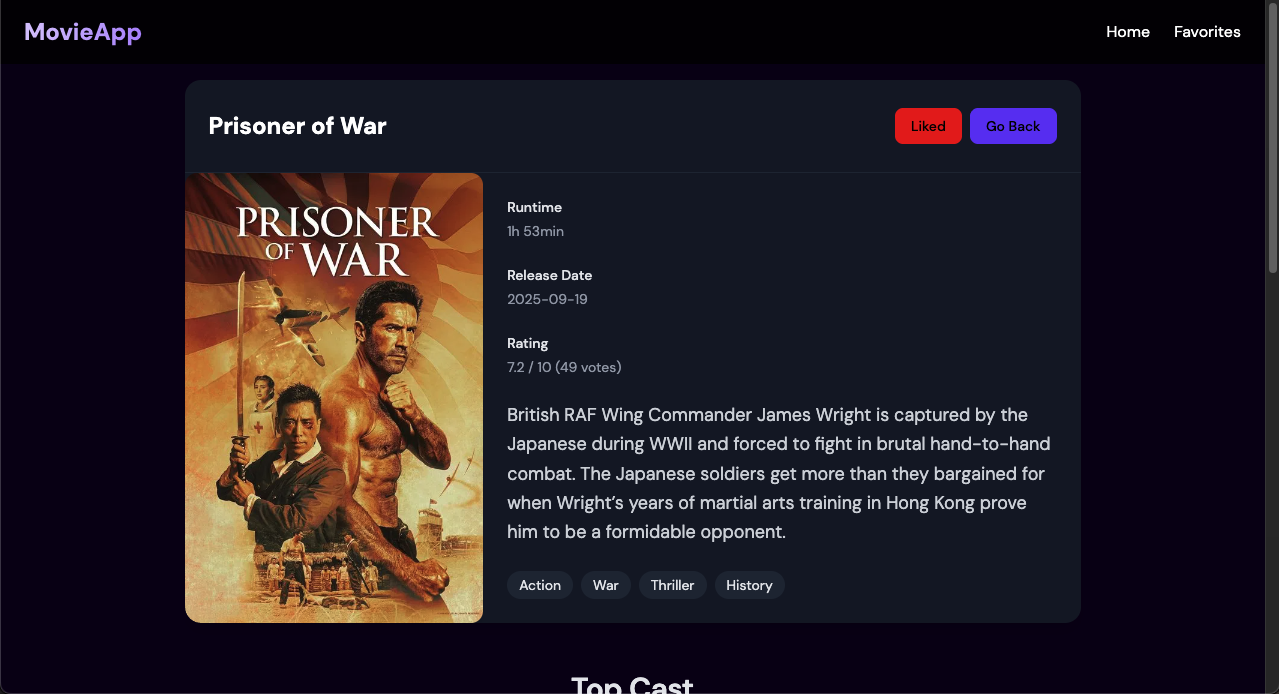 MovieApp
Home
Favorites
Prisoner of War
Liked
Go Back
PRISONER
OF WAR
Runtime
1h 53min
Release Date
2025-09-19
Rating
7.2 / 10 (49 votes)
British RAF Wing Commander James Wright is captured by the
Japanese during WWII and forced to fight in brutal hand-to-hand
combat. The Japanese soldiers get more than they bargained for
when Wright’s years of martial arts training in Hong Kong prove
him to be a formidable opponent.
Action
War
Thriller
History
Top Cast